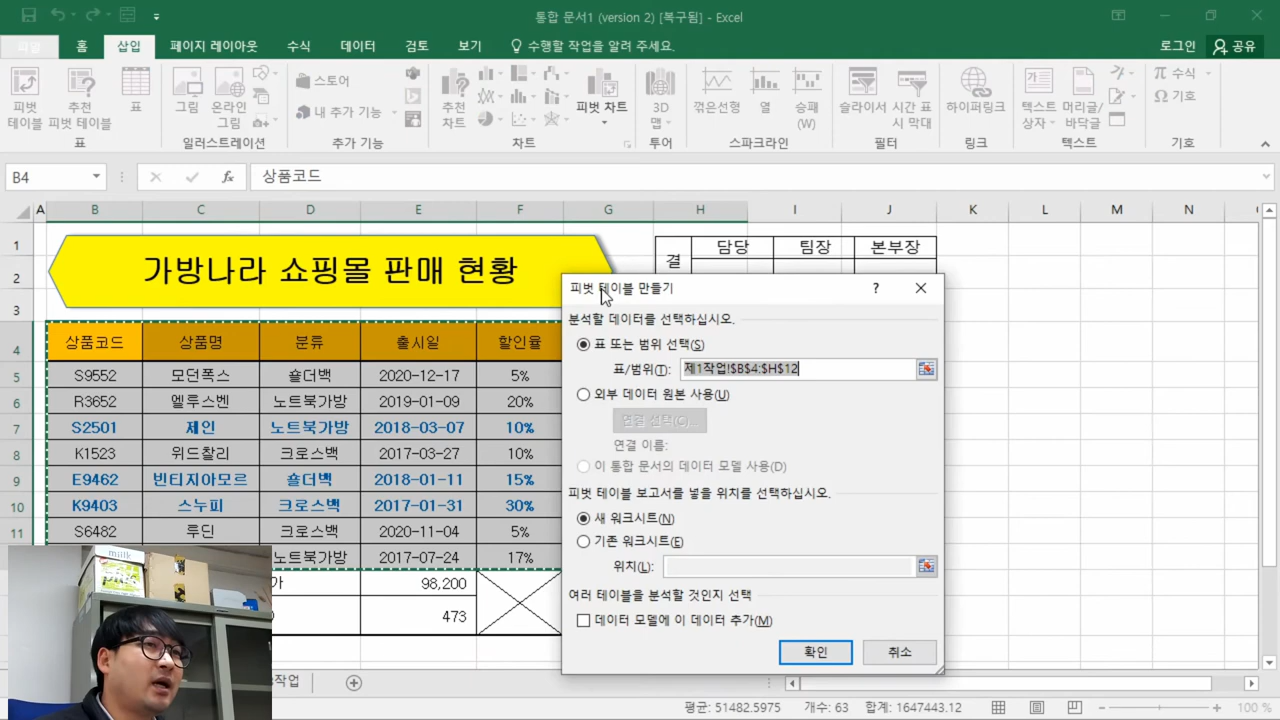 통합 문서1 (version 2) [복구됨] - Excel
파일 홈 삽입 페이지 레이아웃 수식 데이터 검토 보기 수행할 작업을 알려 주세요. 로그인 공유
피벗 테이블
추천 피벗 테이블
표
그림
온라인 그림
스토어
내 추가 기능
추천 차트
피벗 차트
3D 맵
꺾은선형
열
승패 (W)
슬라이서
시간 표시 막대
하이퍼링크
텍스트 상자
머리글/바닥글
π 수식
Ω 기호
표 일러스트레이션 추가 기능 차트 투어 스파크라인 필터 링크 텍스트 기호
B4 fx 상품코드
A B C D E F G H I J K L M N
1 담당 팀장 본부장
2 가방나라 쇼핑몰 판매 현황 결
3
4 상품코드 상품명 분류 출시일 할인율
5 S9552 모던폭스 숄더백 2020-12-17 5%
6 R3652 엘루스벤 노트북가방 2019-01-09 20%
7 S2501 제인 노트북가방 2018-03-07 10%
8 K1523 위드촬리 크로스백 2017-03-27 10%
9 E9462 빈티지아모르 숄더백 2018-01-11 15%
10 K9403 스누피 크로스백 2017-01-31 30%
11 S6482 루딘 크로스백 2020-11-04 5%
노트북가방 2017-07-24 17%
가 98,200
473
milk
작업
피벗 테이블 만들기 ?
분석할 데이터를 선택하십시오.
표 또는 범위 선택(S)
표/범위(T): 제1작업!$B$4:$H$12
외부 데이터 원본 사용(U)
연결 선택(C)...
연결 이름:
이 통합 문서의 데이터 모델 사용(D)
피벗 테이블 보고서를 넣을 위치를 선택하십시오.
새 워크시트(N)
기존 워크시트(E)
위치(L):
여러 테이블을 분석할 것인지 선택
데이터 모델에 이 데이터 추가(M)
확인 취소
평균: 51482.5975 개수: 63 합계: 1647443.12 100 %